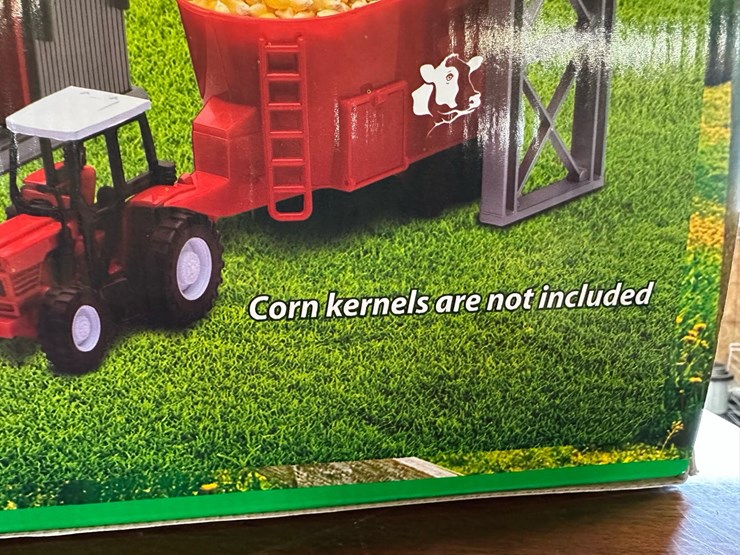 Corn kernels are not included